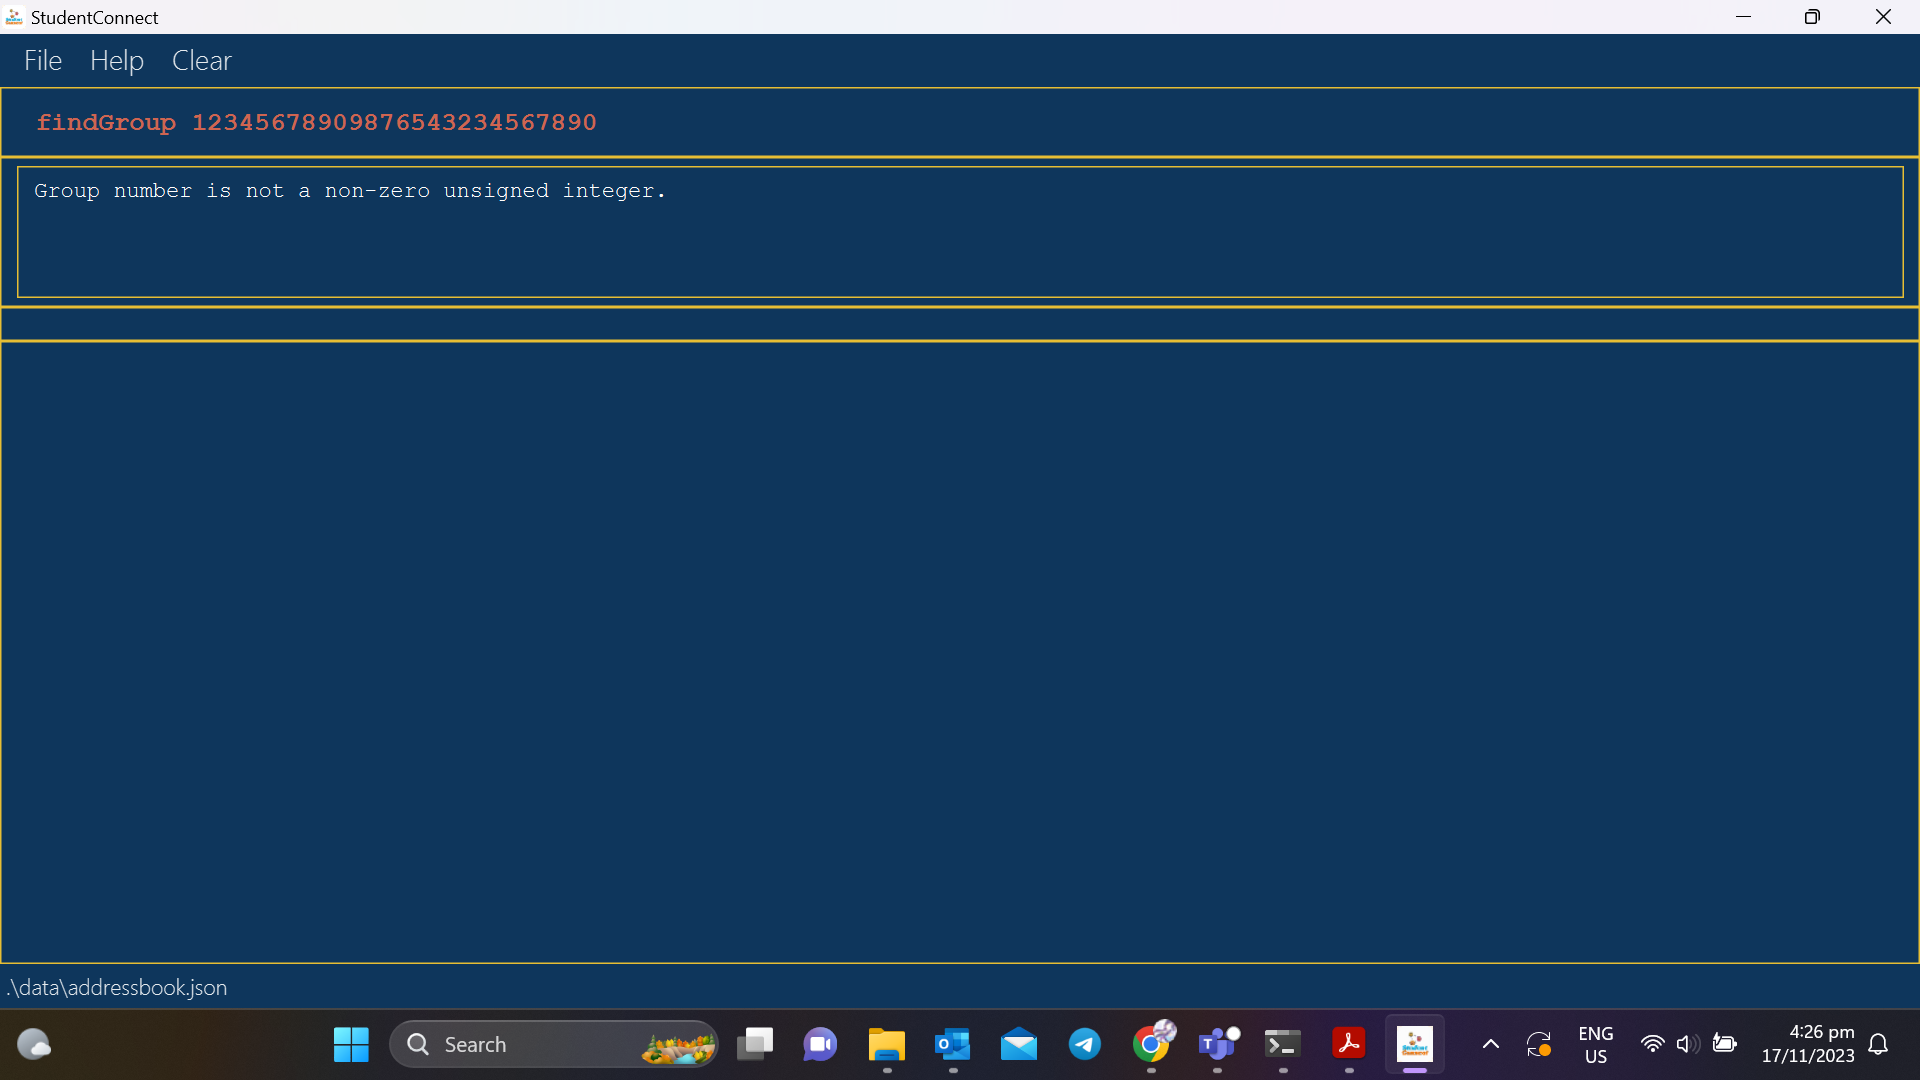 StudentConnect
File Help Clear
findGroup 12345678909876543234567890
Group number is not a non-zero unsigned integer.
.\data\addressbook.json
Search
ENG
US
4:26 pm
17/11/2023